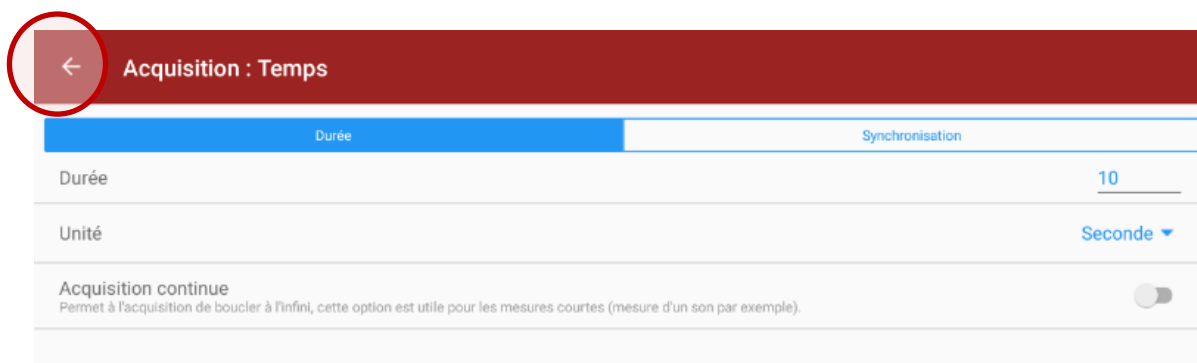 Acquisition : Temps
Durée
Synchronisation
Durée
10
Unité
Seconde
Acquisition continue
Permet à l'acquisition de boucler à l'infini, cette option est utile pour les mesures courtes (mesure d'un son par exemple).